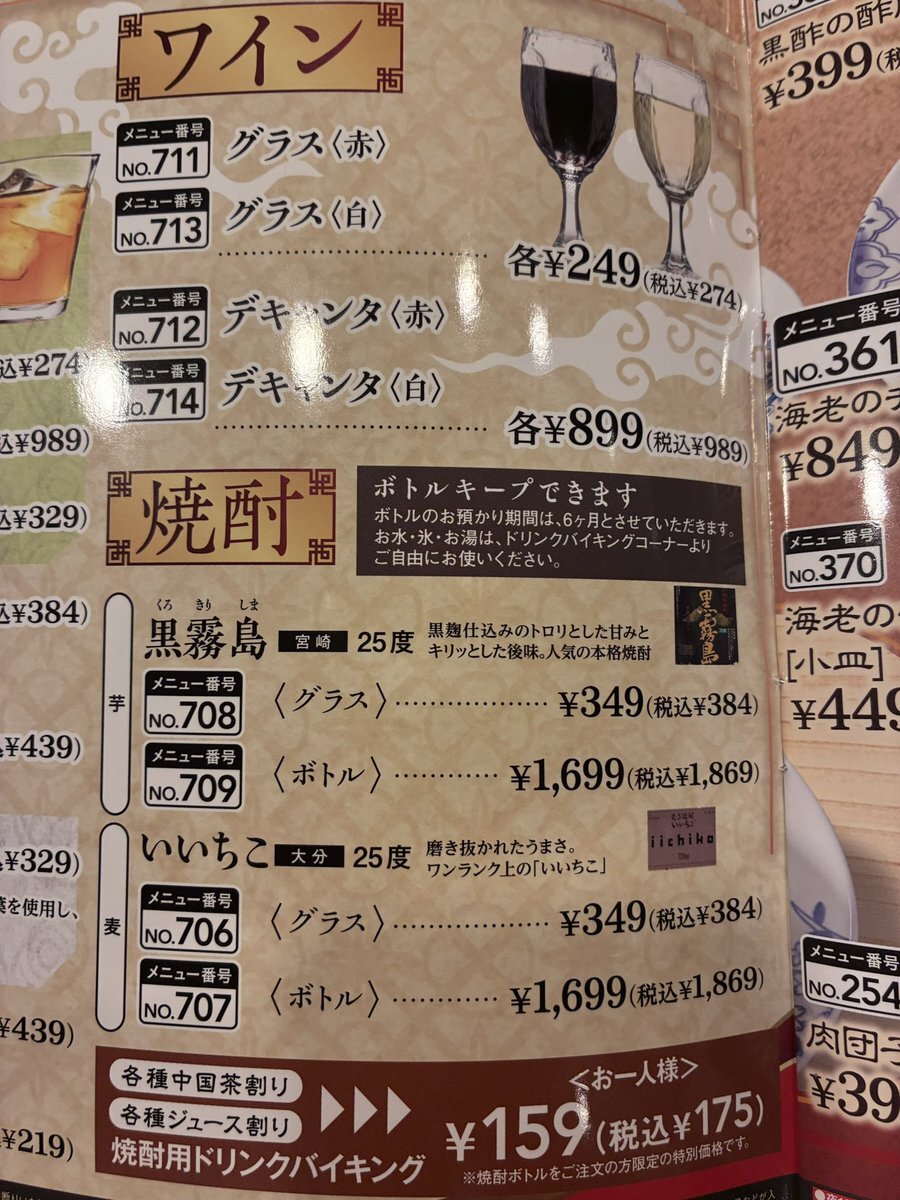 ワイン
メニュー番号
NO.711
グラス〈赤〉
メニュー番号
NO.713
グラス〈白〉
各¥249(税込¥274)
メニュー番号
NO.712
デキャンタ〈赤〉
メニュー番号
NO.714
デキャンタ〈白〉
各¥899(税込¥989)
焼酎
ボトルキープできます
ボトルのお預かり期間は、6ヶ月とさせていただきます。
お水・氷・お湯は、ドリンクバイキングコーナーより
ご自由にお使いください。
芋
くろ きり しま
黒霧島 宮崎 25度
黒麹仕込みのトロリとした甘みと
キリッとした後味。人気の本格焼酎
黒霧島
メニュー番号
NO.708
〈グラス〉 ¥349(税込¥384)
メニュー番号
NO.709
〈ボトル〉 ¥1,699(税込¥1,869)
麦
いいちこ 大分 25度
磨き抜かれたうまさ。
ワンランク上の「いいちこ」
いいちこ
iichiko
メニュー番号
NO.706
〈グラス〉 ¥349(税込¥384)
メニュー番号
NO.707
〈ボトル〉 ¥1,699(税込¥1,869)
各種中国茶割り
各種ジュース割り
焼酎用ドリンクバイキング
〈お一人様〉
¥159(税込¥175)
※焼酎ボトルをご注文の方限定の特別価格です。
込¥274)
込¥989)
込¥329)
込¥384)
¥439)
込¥329)
を使用し、
¥439)
¥219)
黒酢の酢
¥399(税
メニュー番号
NO.361
海老の
¥849
メニュー番号
NO.370
海老の
[小皿]
¥449
メニュー番号
NO.254
肉団子
¥39